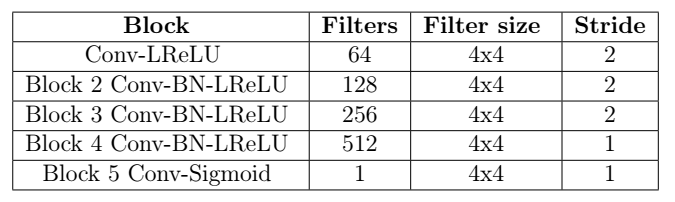 Block Filters Filter size Stride
Conv-LReLU 64 4x4 2
Block 2 Conv-BN-LReLU 128 4x4 2
Block 3 Conv-BN-LReLU 256 4x4 2
Block 4 Conv-BN-LReLU 512 4x4 1
Block 5 Conv-Sigmoid 1 4x4 1